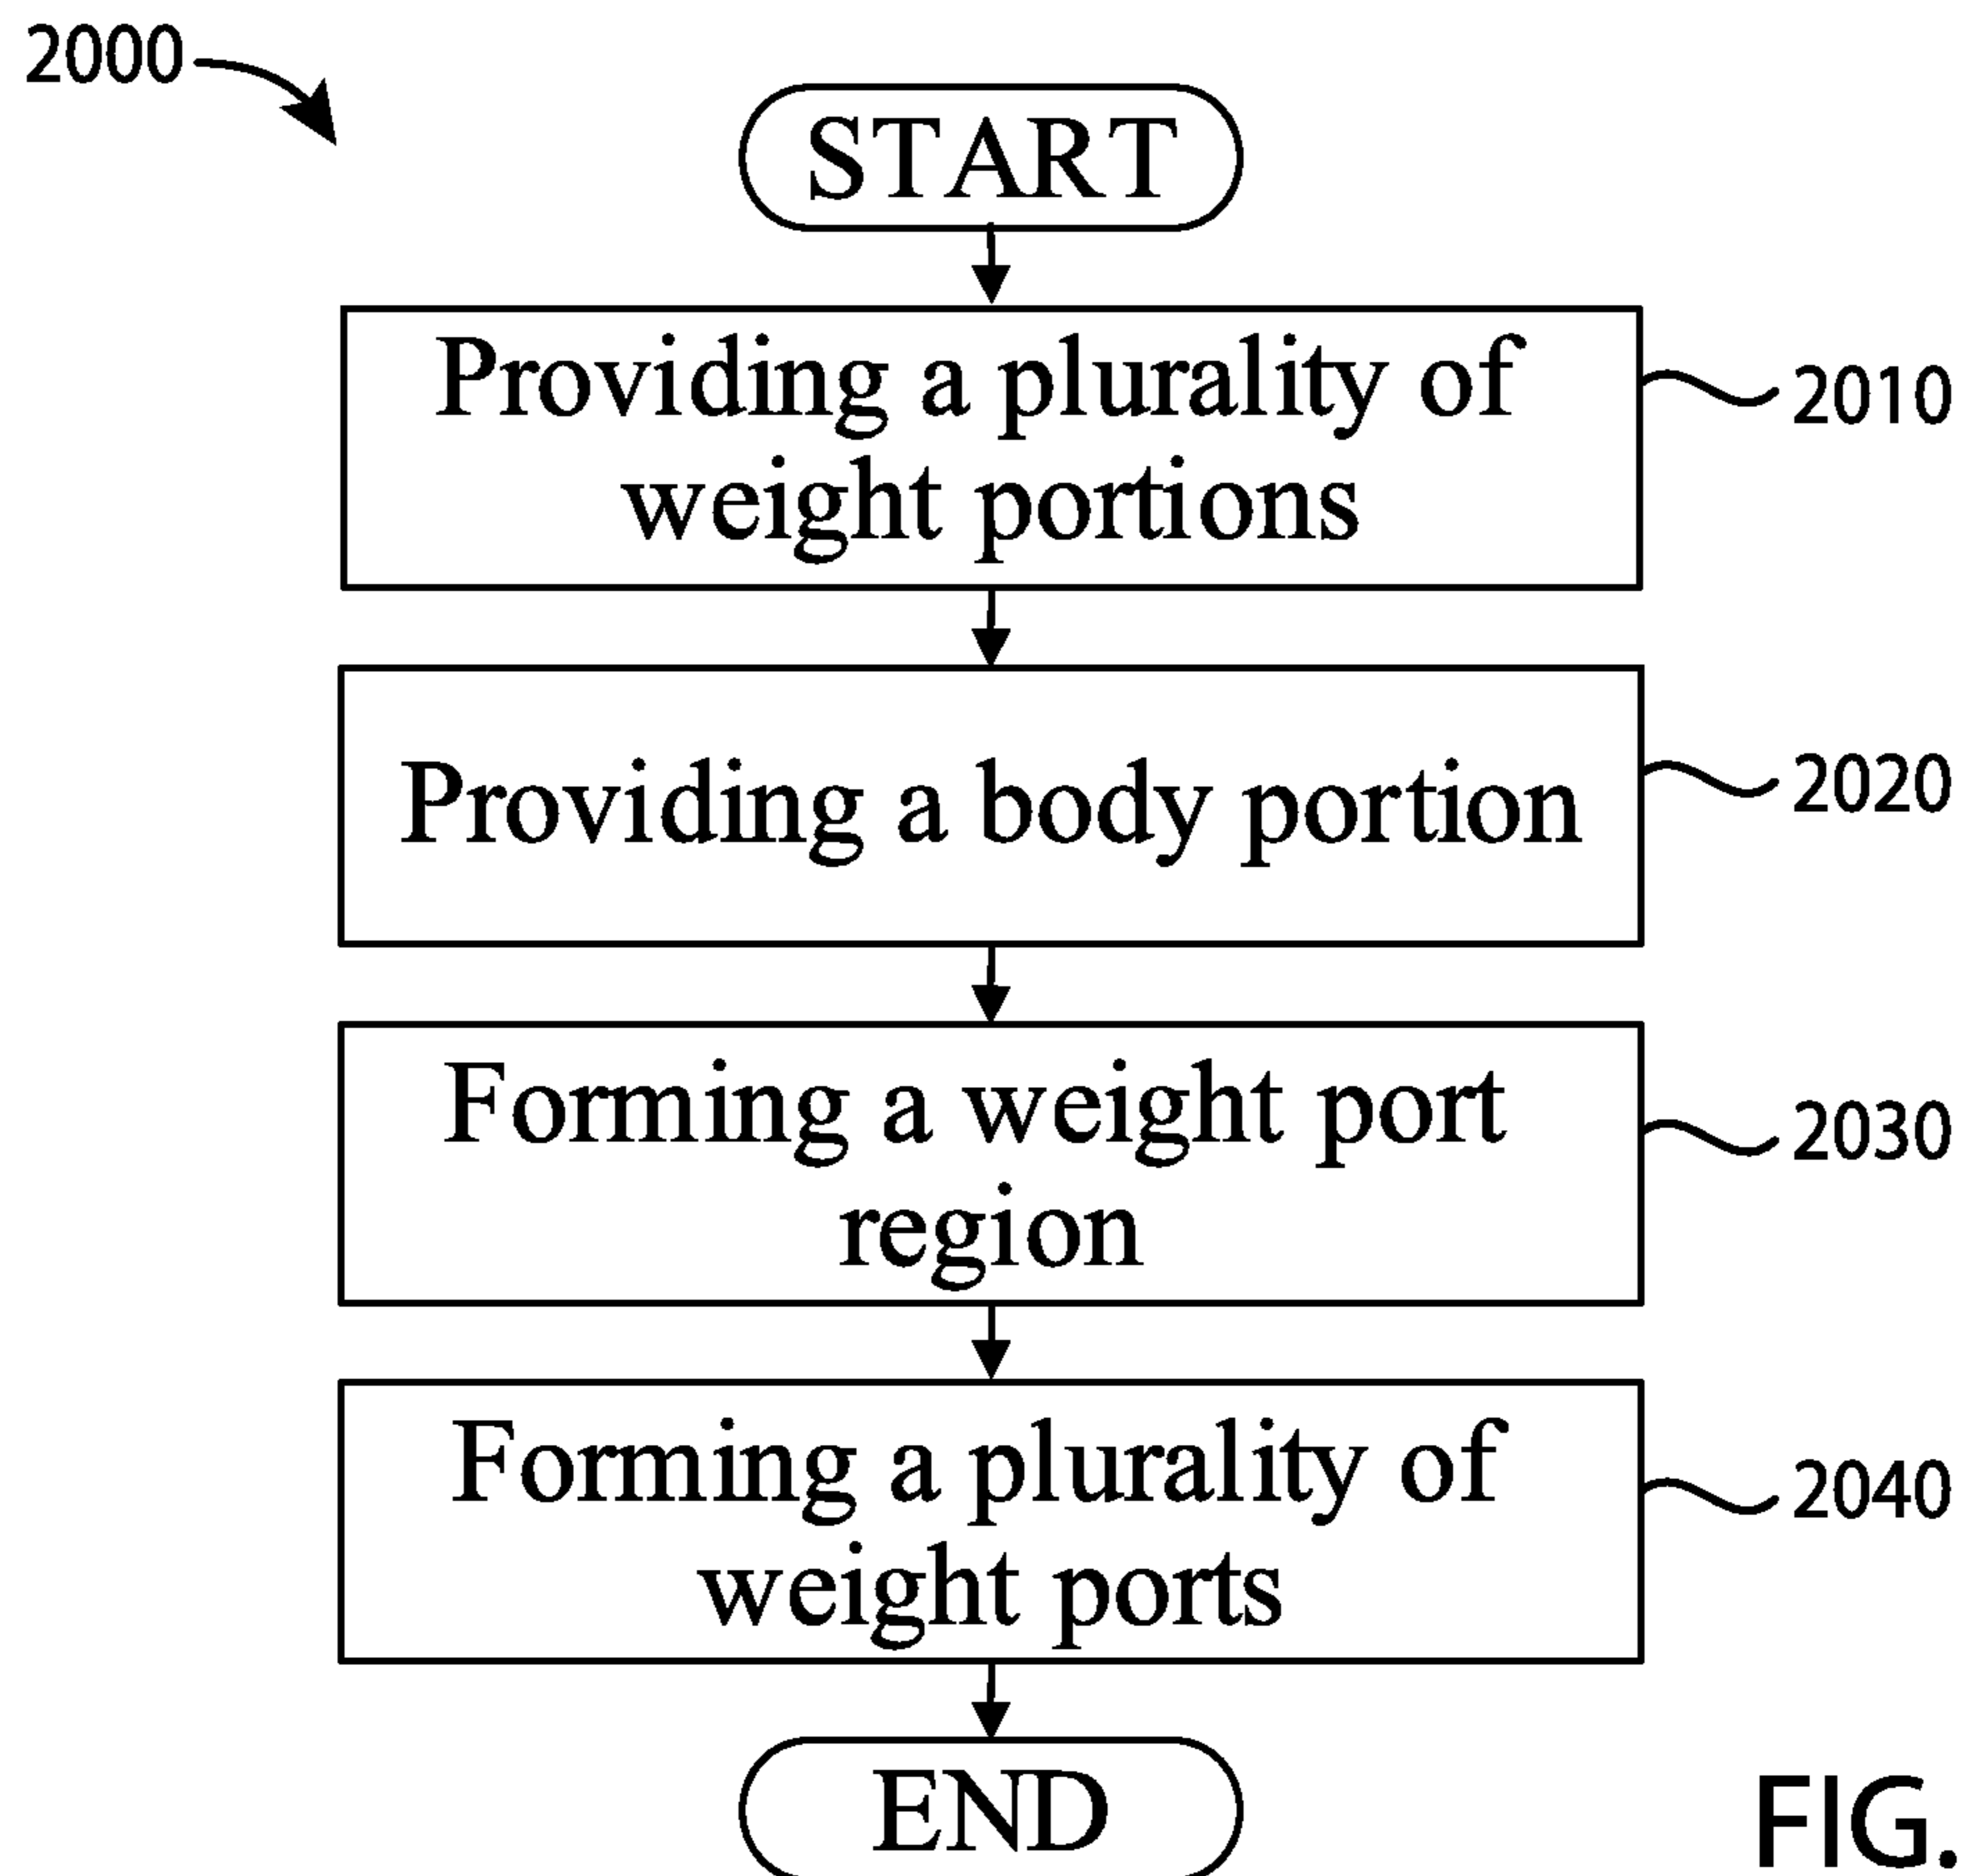 2000
START
Providing a plurality of
weight portions
2010
Providing a body portion
2020
Forming a weight port
region
2030
Forming a plurality of
weight ports
2040
END
FIG.